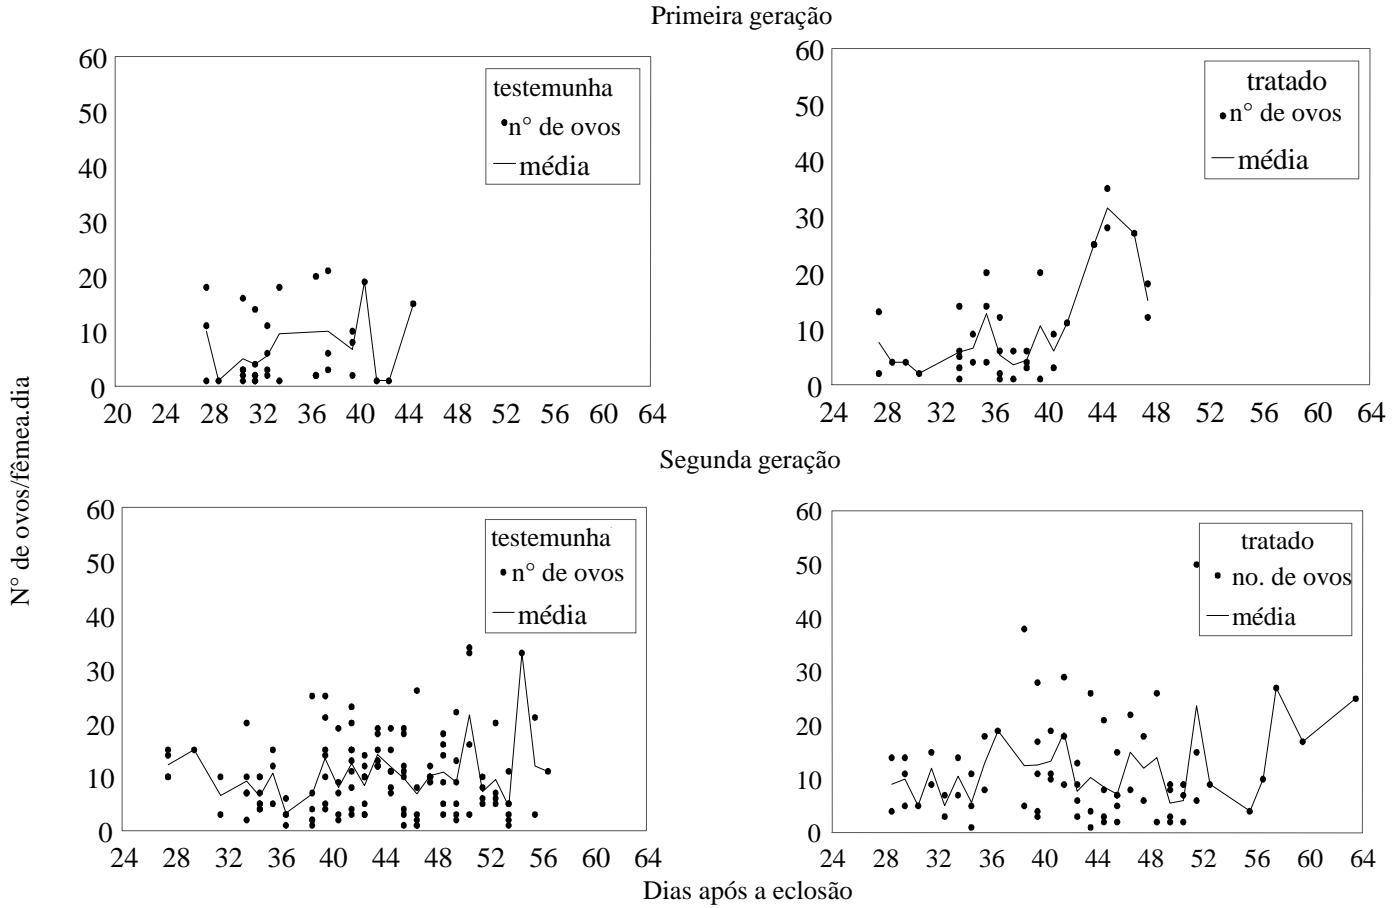 Primeira geração
60
50
40
30
20
10
0
20 24 28 32 36 40 44 52 56 60 64
testemunha
n° de ovos
média
60
50
40
30
20
10
0
24 28 32 36 40 44 48 52 56 60 64
tratado
n° de ovos
média
N° de ovos/fêmea.dia
Segunda geração
60
50
40
30
20
10
0
24 28 32 36 40 44 48 52 56 60 64
testemunha
n° de ovos
média
60
50
40
30
20
10
0
24 28 32 36 40 44 48 52 56 60 64
tratado
no. de ovos
média
Dias após a eclosão